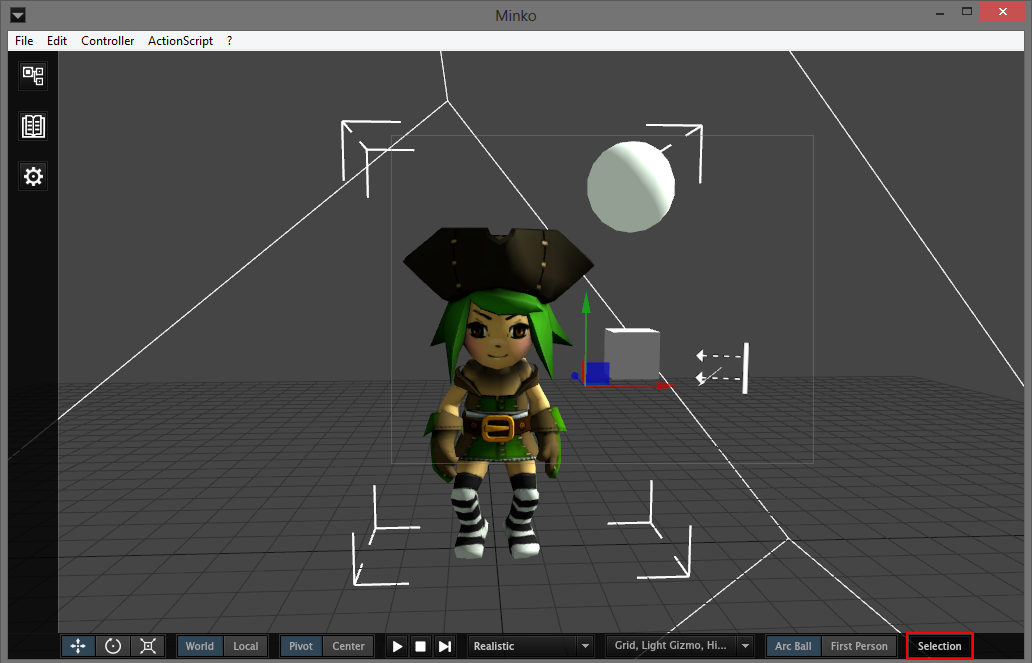 Minko
File Edit Controller ActionScript ?
World Local Pivot Center Realistic Grid, Light Gizmo, Hi... Arc Ball First Person Selection